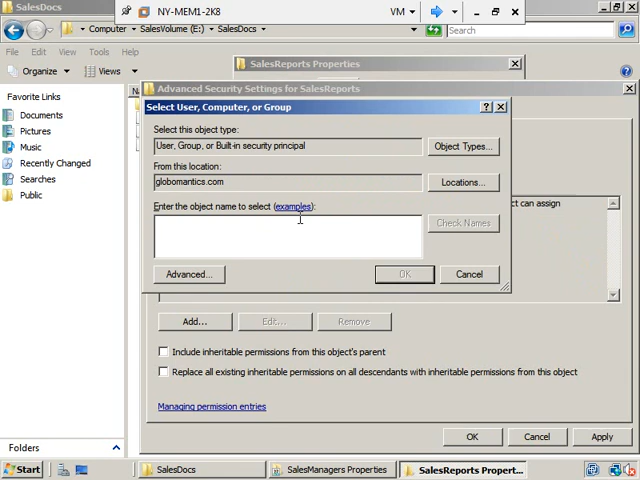 SalesDocs
NY-MEM1-2K8
VM
Computer
SalesVolume (E:)
SalesDocs
Search
File
Edit
View
Tools
Help
Organize
Views
SalesReports Properties
Favorite Links
Documents
Pictures
Music
Recently Changed
Searches
Public
Advanced Security Settings for SalesReports
Select User, Computer, or Group
Select this object type:
User, Group, or Built-in security principal
Object Types...
From this location:
globomantics.com
Locations...
Enter the object name to select (examples):
Check Names
Advanced...
OK
Cancel
ct can assign
Add...
Edit...
Remove
Include inheritable permissions from this object's parent
Replace all existing inheritable permissions on all descendants with inheritable permissions from this object
Managing permission entries
OK
Cancel
Apply
Folders
Start
SalesDocs
SalesManagers Properties
SalesReports Propert...